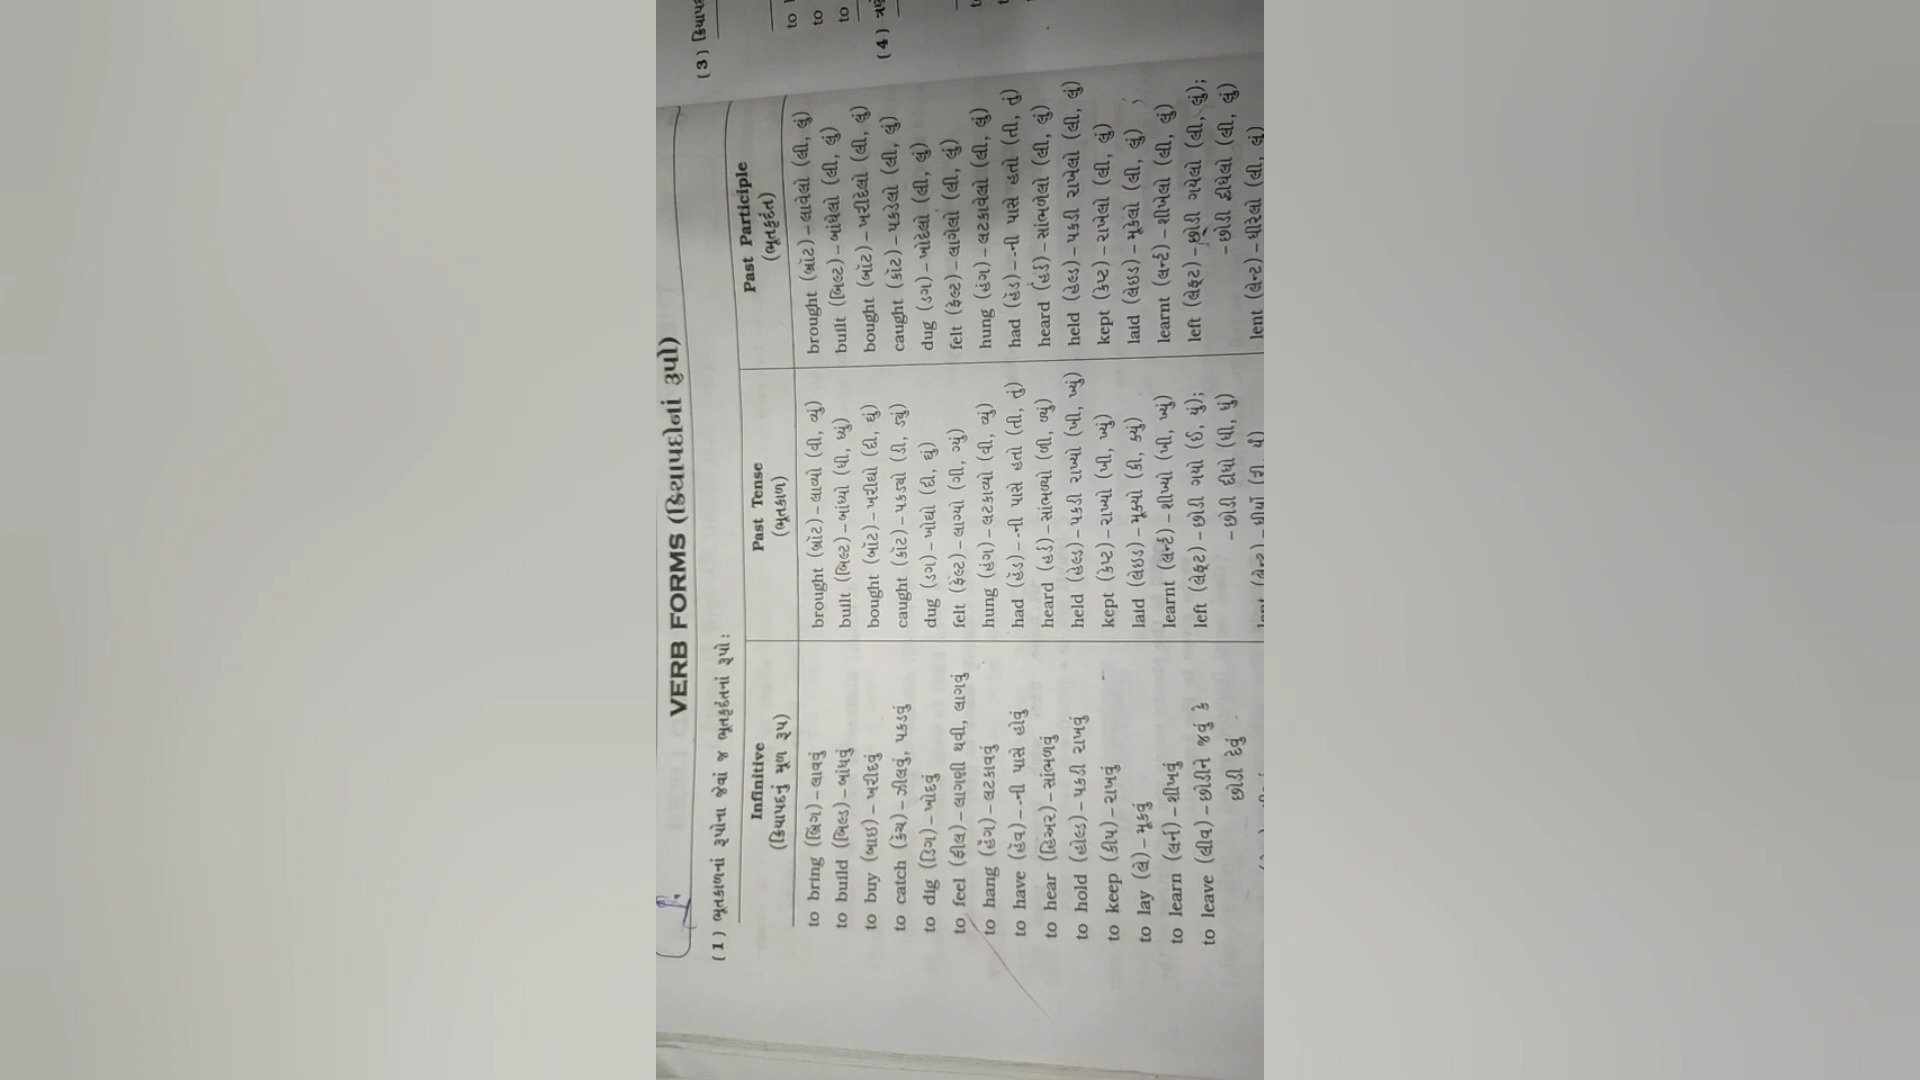 VERB FORMS (ક્રિયાપદોનાં રૂપો)
(1) ભૂતકાળનાં રૂપોના જેવાં જ ભૂતકૃદંતનાં રૂપો:
Infinitive Past Tense Past Participle
(ક્રિયાપદનું મૂળ રૂપ) (ભૂતકાળ) (ભૂતકૃદંત)
to bring (બ્રિંગ) – લાવવું brought (બ્રૉટ) – લાવ્યો (વી, વ્યું) brought (બ્રૉટ) – લાવેલો (લી, લું)
to build (બિલ્ડ) – બાંધવું built (બિલ્ટ) – બાંધ્યો (ધી, ધ્યું) built (બિલ્ટ) – બાંધેલો (લી, લું)
to buy (બાઇ) – ખરીદવું bought (બૉટ) – ખરીદ્યો (દી, દ્યું) bought (બૉટ) – ખરીદેલો (લી, લું)
to catch (કૅચ) – ઝીલવું, પકડવું caught (કૉટ) – પકડ્યો (ડી, ડ્યું) caught (કૉટ) – પકડેલો (લી, લું)
to dig (ડિગ) – ખોદવું dug (ડગ) – ખોદ્યો (દી, દ્યું) dug (ડગ) – ખોદેલો (લી, લું)
to feel (ફીલ) – લાગણી થવી, લાગવું felt (ફેલ્ટ) – લાગ્યો (ગી, ગ્યું) felt (ફેલ્ટ) – લાગેલો (લી, લું)
to hang (હૅંગ) – લટકાવવું hung (હંગ) – લટકાવ્યો (વી, વ્યું) hung (હંગ) – લટકાવેલો (લી, લું)
to have (હૅવ) – –ની પાસે હોવું had (હૅડ) – –ની પાસે હતો (તી, તું) had (હૅડ) – –ની પાસે હતો (તી, તું)
to hear (હિઅર) – સાંભળવું heard (હર્ડ) – સાંભળ્યો (ળી, ળ્યું) heard (હર્ડ) – સાંભળેલો (લી, લું)
to hold (હોલ્ડ) – પકડી રાખવું held (હેલ્ડ) – પકડી રાખ્યો (ખી, ખ્યું) held (હેલ્ડ) – પકડી રાખેલો (લી, લું)
to keep (કીપ) – રાખવું kept (કેપ્ટ) – રાખ્યો (ખી, ખ્યું) kept (કેપ્ટ) – રાખેલો (લી, લું)
to lay (લે) – મૂકવું laid (લેઇડ) – મૂક્યો (કી, ક્યું) laid (લેઇડ) – મૂકેલો (લી, લું)
to learn (લર્ન) – શીખવું learnt (લર્ન્ટ) – શીખ્યો (ખી, ખ્યું) learnt (લર્ન્ટ) – શીખેલો (લી, લું)
to leave (લીવ) – છોડીને જવું કે left (લેફ્ટ) – છોડી ગયો (ઈ, યું); left (લેફ્ટ) – છોડી ગયેલો (લી, લું);
છોડી દેવું – છોડી દીધો (ધી, ધું) – છોડી દીધેલો (લી, લું)
lent (લેન્ટ) – ધીરેલો (લી, લું)
(3)
to
to
(4)